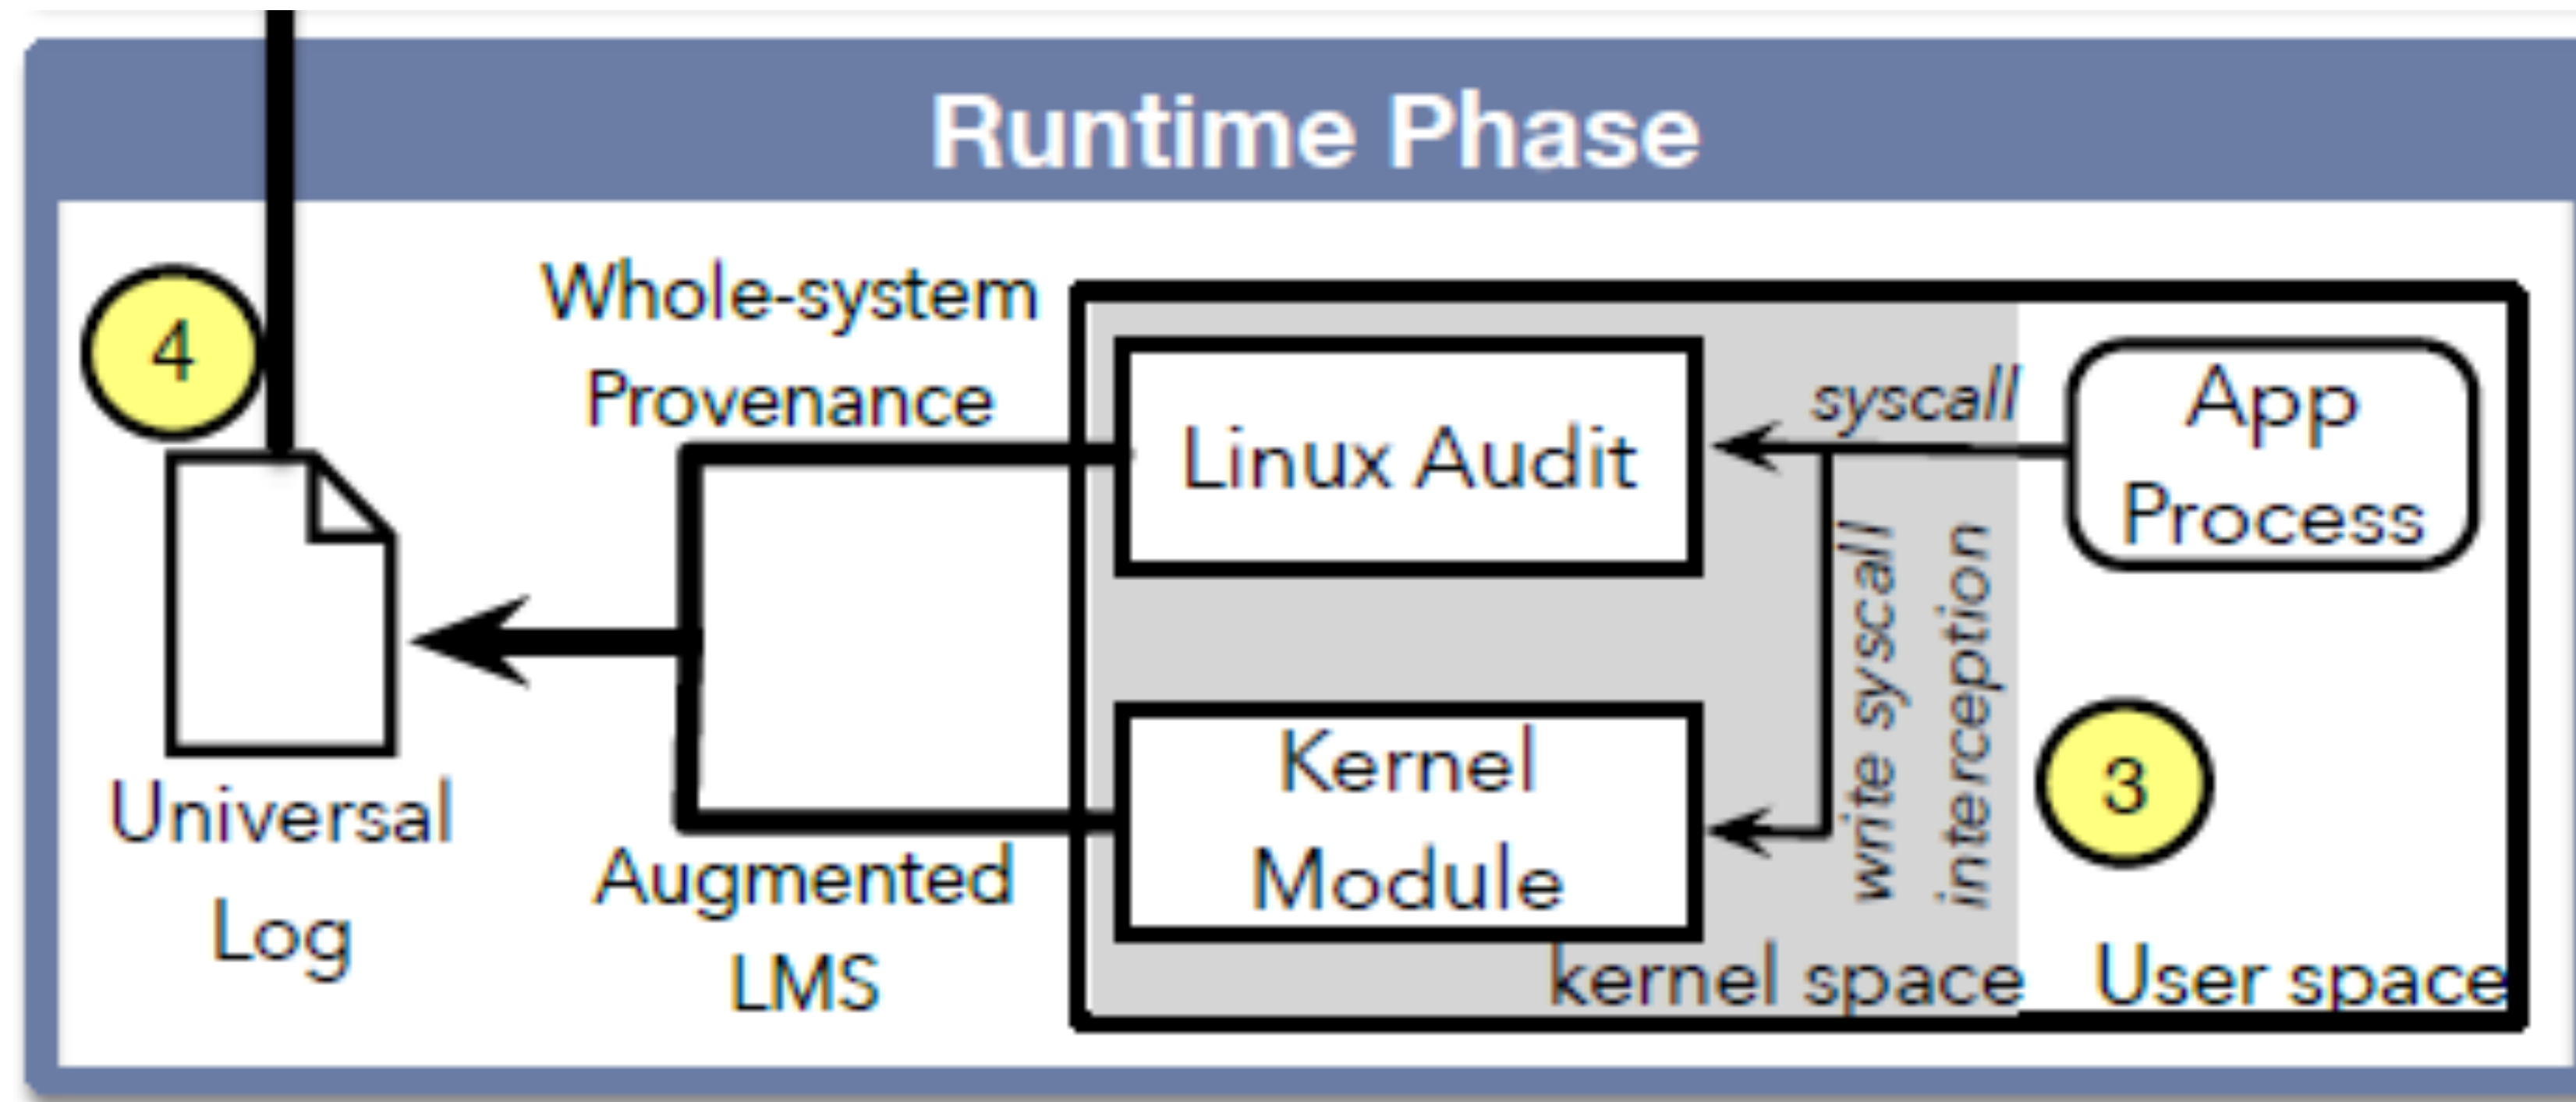 Runtime Phase
4
Whole-system
Provenance
Linux Audit
syscall
App
Process
write syscall
interception
3
Kernel
Module
kernel space
User space
Universal
Log
Augmented
LMS